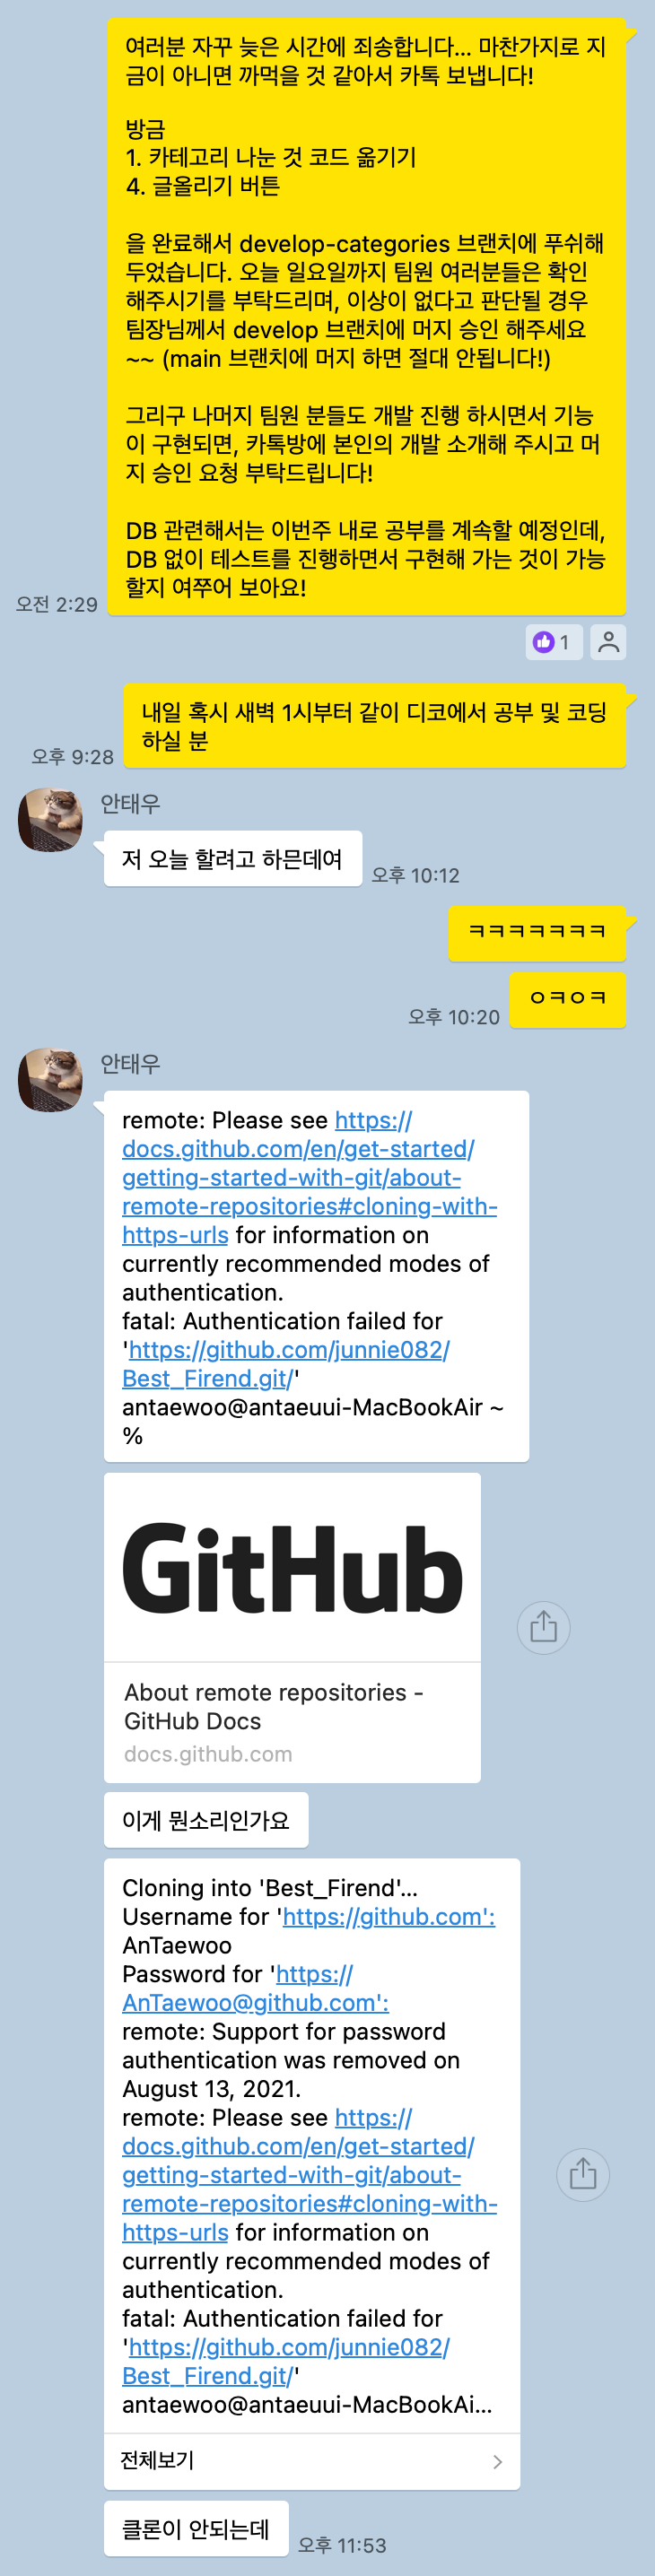 여러분 자꾸 늦은 시간에 죄송합니다... 마찬가지로 지
금이 아니면 까먹을 것 같아서 카톡 보냅니다!
방금
1. 카테고리 나눈 것 코드 옮기기
4. 글올리기 버튼
을 완료해서 develop-categories 브랜치에 푸쉬해
두었습니다. 오늘 일요일까지 팀원 여러분들은 확인
해주시기를 부탁드리며, 이상이 없다고 판단될 경우
팀장님께서 develop 브랜치에 머지 승인 해주세요
~~ (main 브랜치에 머지 하면 절대 안됩니다!)
그리구 나머지 팀원 분들도 개발 진행 하시면서 기능
이 구현되면, 카톡방에 본인의 개발 소개해 주시고 머
지 승인 요청 부탁드립니다!
DB 관련해서는 이번주 내로 공부를 계속할 예정인데,
DB 없이 테스트를 진행하면서 구현해 가는 것이 가능
할지 여쭈어 보아요!
오전 2:29
1
내일 혹시 새벽 1시부터 같이 디코에서 공부 및 코딩
하실 분
오후 9:28
안태우
저 오늘 할려고 하믄데여
오후 10:12
ㅋㅋㅋㅋㅋㅋㅋ
ㅇㅋㅇㅋ
오후 10:20
안태우
remote: Please see https://
docs.github.com/en/get-started/
getting-started-with-git/about-
remote-repositories#cloning-with-
https-urls for information on
currently recommended modes of
authentication.
fatal: Authentication failed for
'https://github.com/junnie082/
Best_Firend.git/'
antaewoo@antaeuui-MacBookAir ~
%
GitHub
About remote repositories -
GitHub Docs
docs.github.com
이게 뭔소리인가요
Cloning into 'Best_Firend'...
Username for 'https://github.com':
AnTaewoo
Password for 'https://
AnTaewoo@github.com':
remote: Support for password
authentication was removed on
August 13, 2021.
remote: Please see https://
docs.github.com/en/get-started/
getting-started-with-git/about-
remote-repositories#cloning-with-
https-urls for information on
currently recommended modes of
authentication.
fatal: Authentication failed for
'https://github.com/junnie082/
Best_Firend.git/'
antaewoo@antaeuui-MacBookAi...
전체보기
클론이 안되는데
오후 11:53